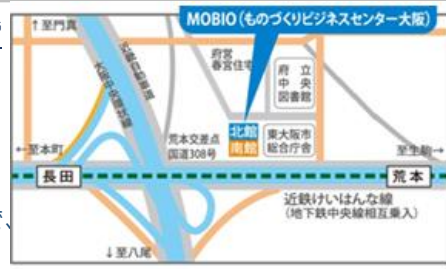 MOBIO(ものづくりビジネスセンター大阪)
↑至門真
近畿自動車道
大阪中央環状線
府営
春宮住宅
府立
中央
図書館
荒本交差点
国道308号
北館
南館
東大阪市
総合庁舎
←至本町
至生駒→
長田
荒本
近鉄けいはんな線
(地下鉄中央線相互乗入)
↓至八尾